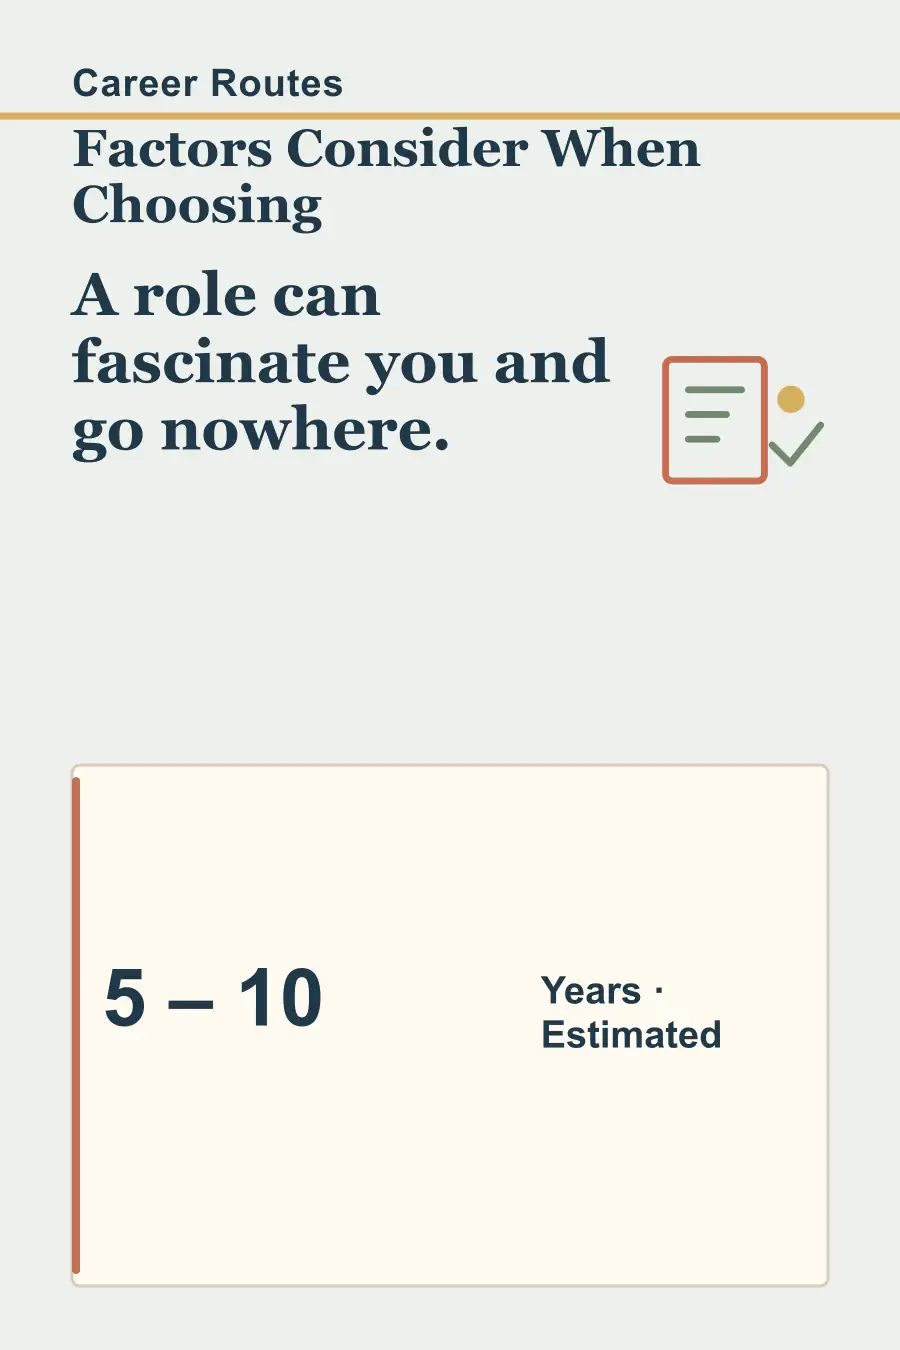 Career Routes
Factors Consider When
Choosing
A role can
fascinate you and
go nowhere.
5 – 10
Years ·
Estimated